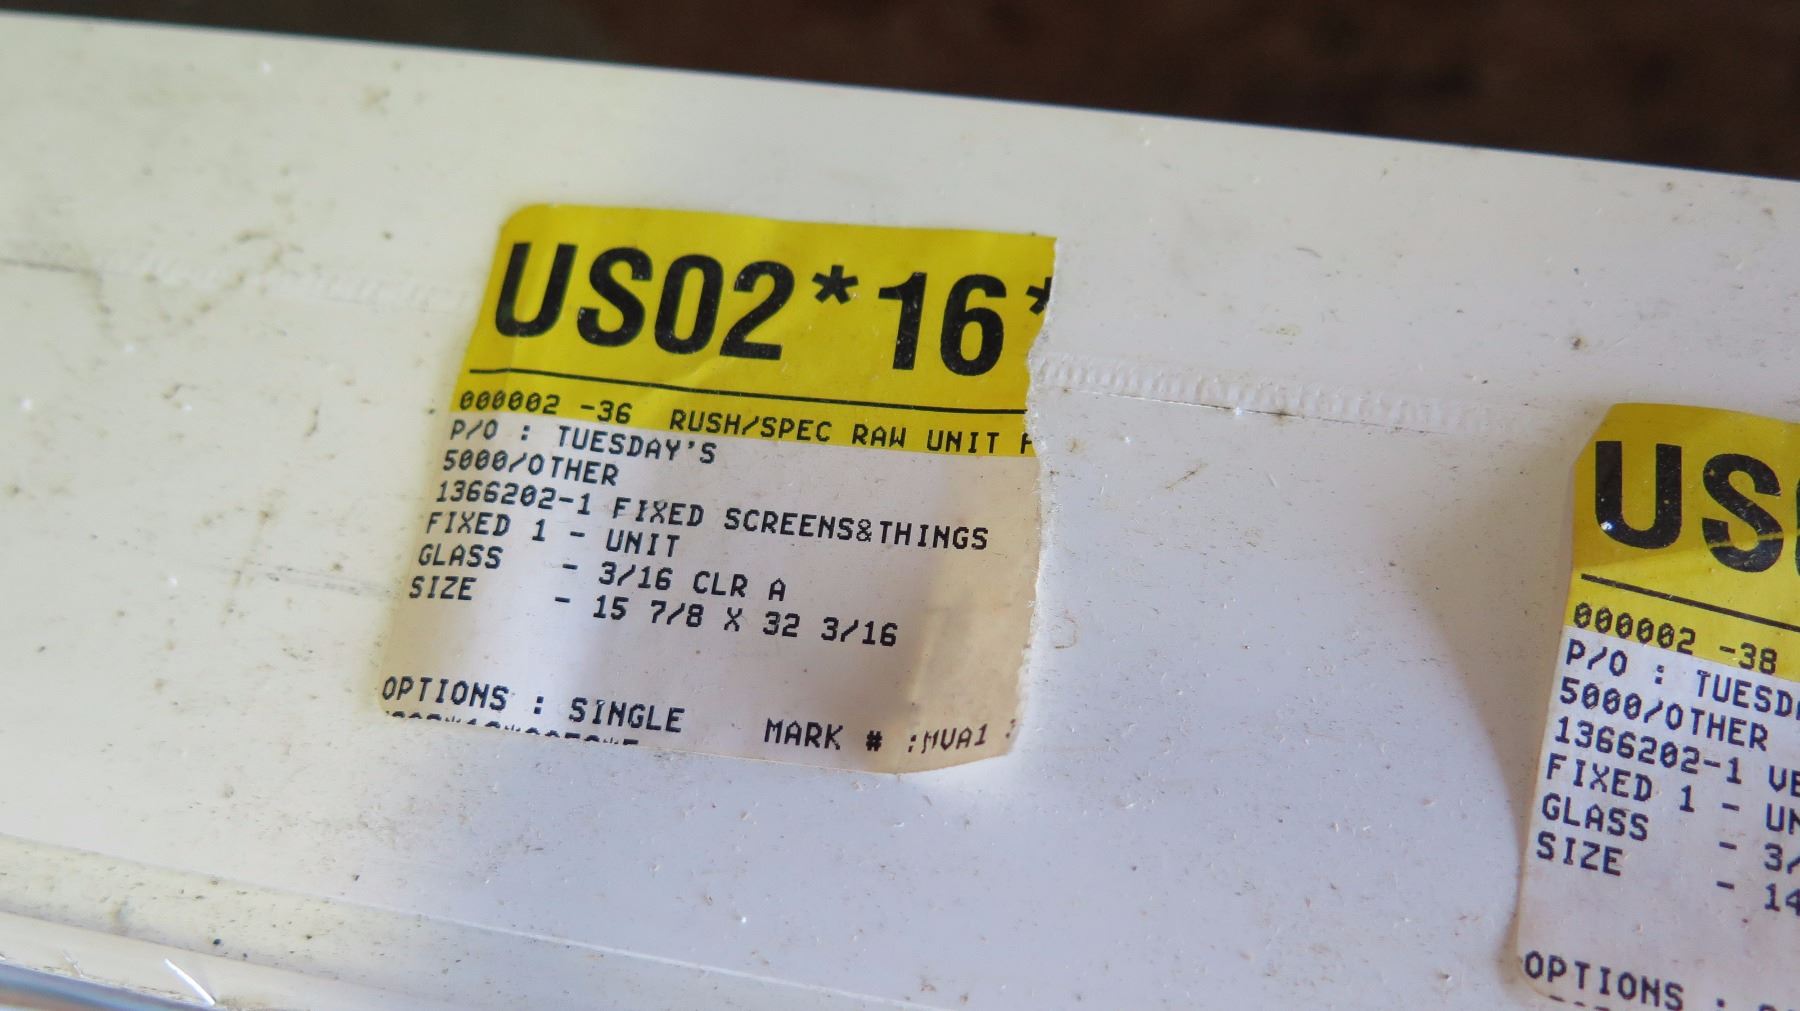 US02*16*
000002 -36 RUSH/SPEC RAW UNIT
P/O : TUESDAY'S
5000/OTHER
1366202-1 FIXED SCREENS&THINGS
FIXED 1 - UNIT
GLASS - 3/16 CLR A
SIZE - 15 7/8 X 32 3/16
OPTIONS : SINGLE MARK # :MVA1
US
000002 -38
P/O : TUESD
5000/OTHER
1366202-1 VE
FIXED 1 - UN
GLASS - 3/
SIZE - 14
OPTIONS :